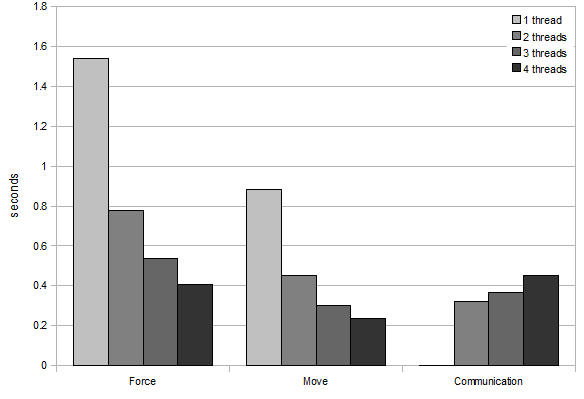 1.8
1.6
1.4
1.2
1
0.8
0.6
0.4
0.2
0
seconds
1 thread
2 threads
3 threads
4 threads
Force
Move
Communication